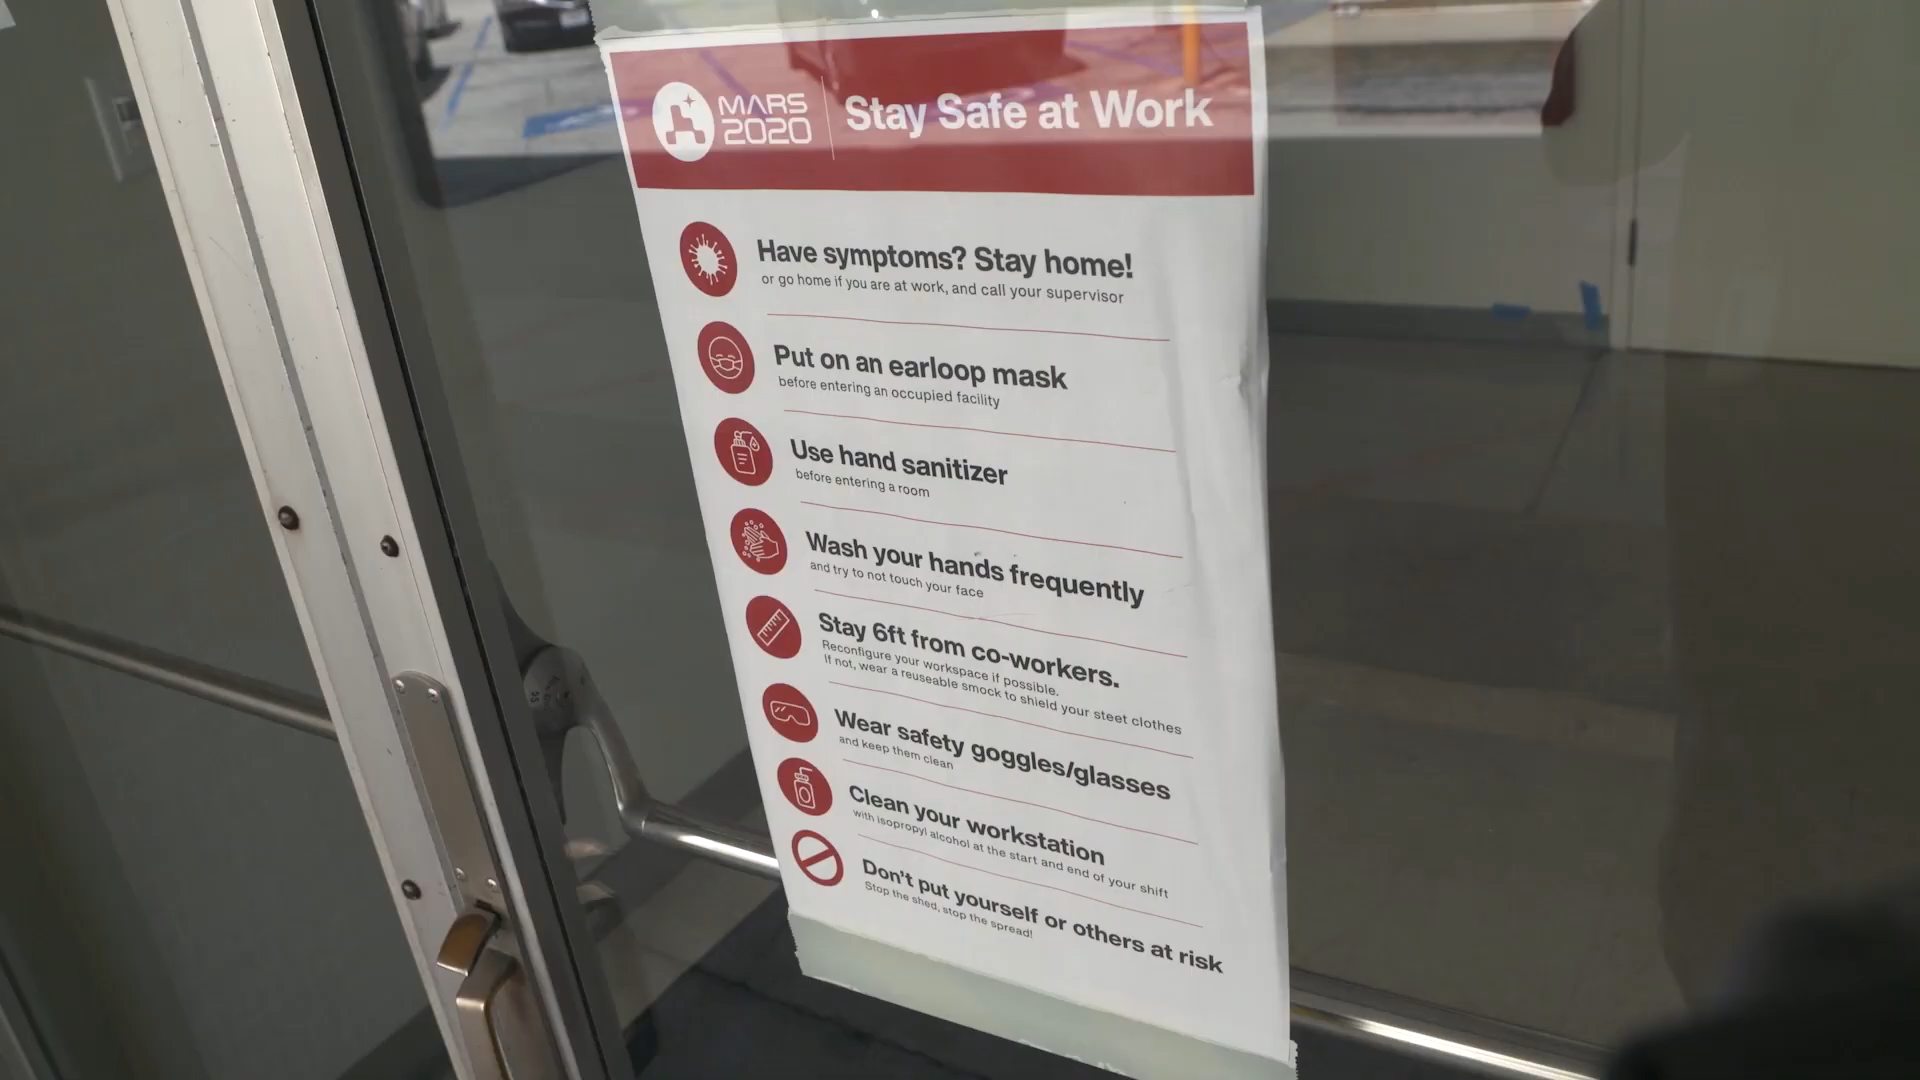 MARS
2020
Stay Safe at Work
Have symptoms? Stay home!
or go home if you are at work, and call your supervisor
Put on an earloop mask
before entering an occupied facility
Use hand sanitizer
before entering a room
Wash your hands frequently
and try to not touch your face
Stay 6ft from co-workers.
Reconfigure your workspace if possible.
If not, wear a reuseable smock to shield your steet clothes
Wear safety goggles/glasses
and keep them clean
Clean your workstation
with isopropyl alcohol at the start and end of your shift
Don't put yourself or others at risk
Stop the shed, stop the spread!